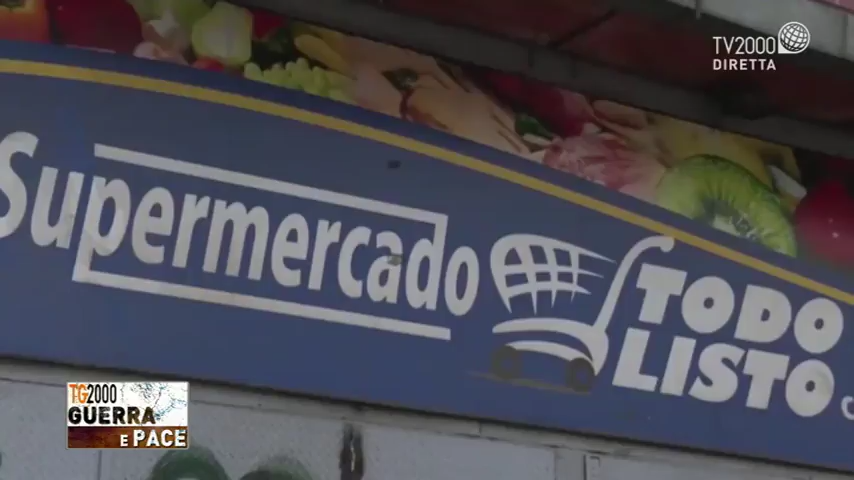 TV2000
DIRETTA
Supermercado
TODO
LISTO
TG2000
GUERRA
E PACE